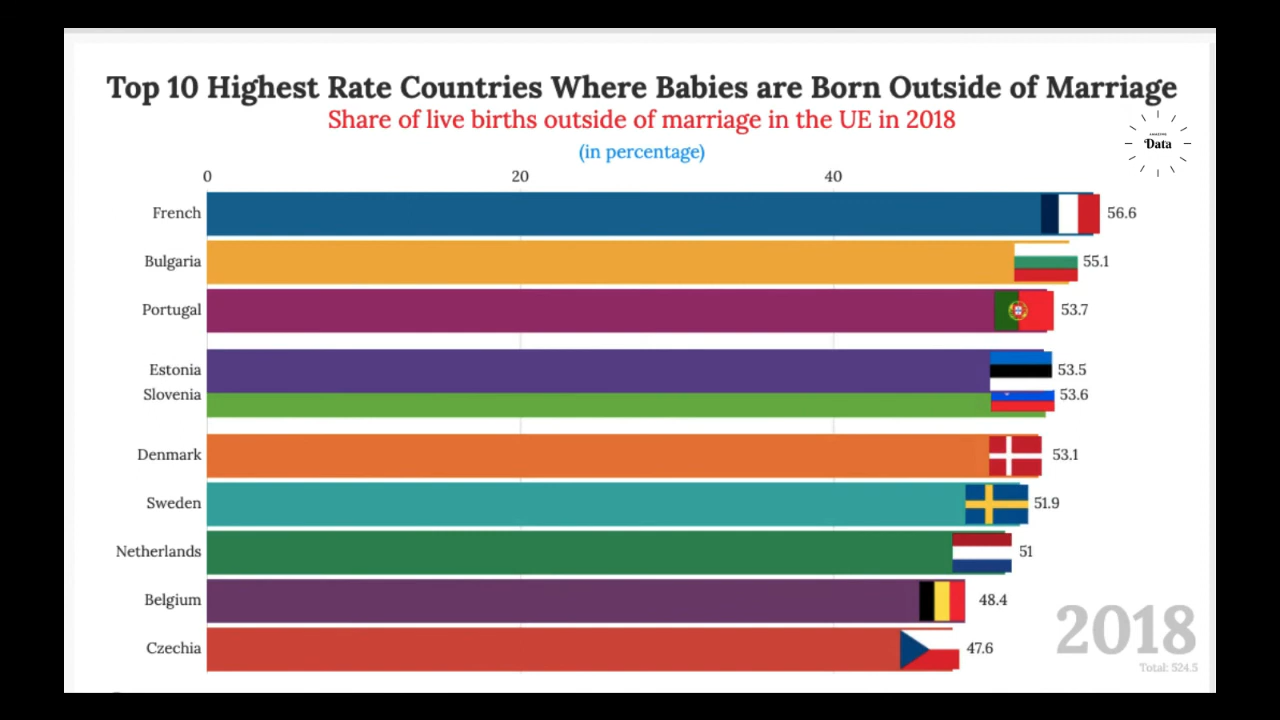 Top 10 Highest Rate Countries Where Babies are Born Outside of Marriage
Share of live births outside of marriage in the UE in 2018
(in percentage)
Data
0 20 40
French 56.6
Bulgaria 55.1
Portugal 53.7
Estonia 53.5
Slovenia 53.6
Denmark 53.1
Sweden 51.9
Netherlands 51
Belgium 48.4
Czechia 47.6
2018
Total: 524.5